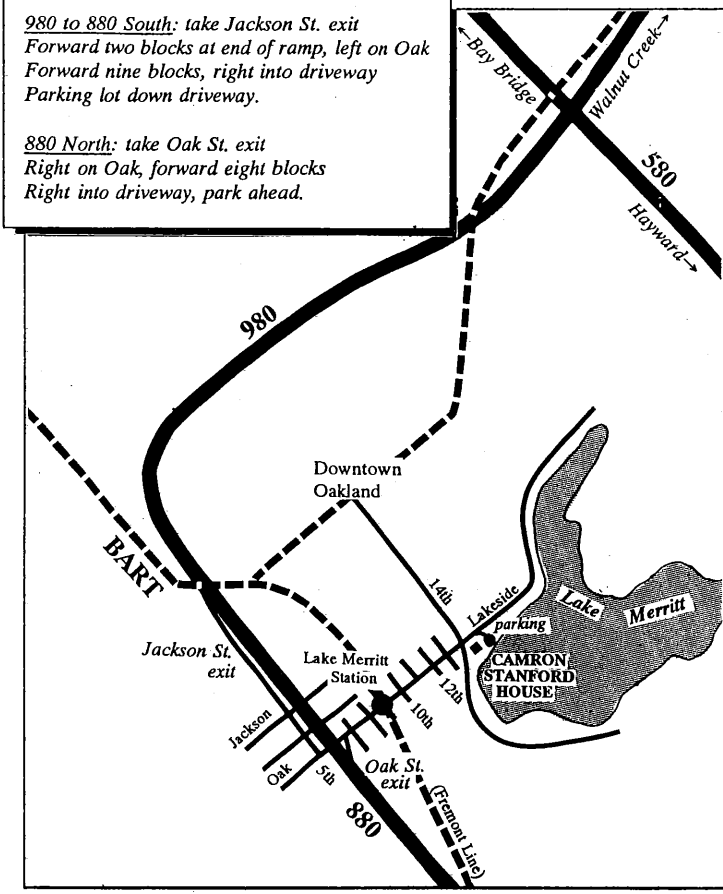 980 to 880 South: take Jackson St. exit
Forward two blocks at end of ramp, left on Oak
Forward nine blocks, right into driveway
Parking lot down driveway.
880 North: take Oak St. exit
Right on Oak, forward eight blocks
Right into driveway, park ahead.
←Bay Bridge
Walnut Creek→
580
Hayward→
980
Downtown
Oakland
BART
14th
Lakeside
Lake Merritt
parking
Jackson St.
exit
Lake Merritt
Station
CAMRON
STANFORD
HOUSE
12th
10th
Jackson
Oak
5th
Oak St.
exit
880
(Fremont Line)